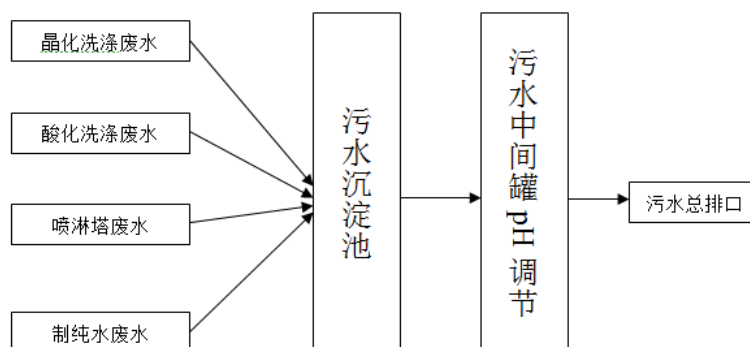 晶化洗涤废水
酸化洗涤废水
喷淋塔废水
制纯水废水
污水沉淀池
污水中间罐 pH 调节
污水总排口